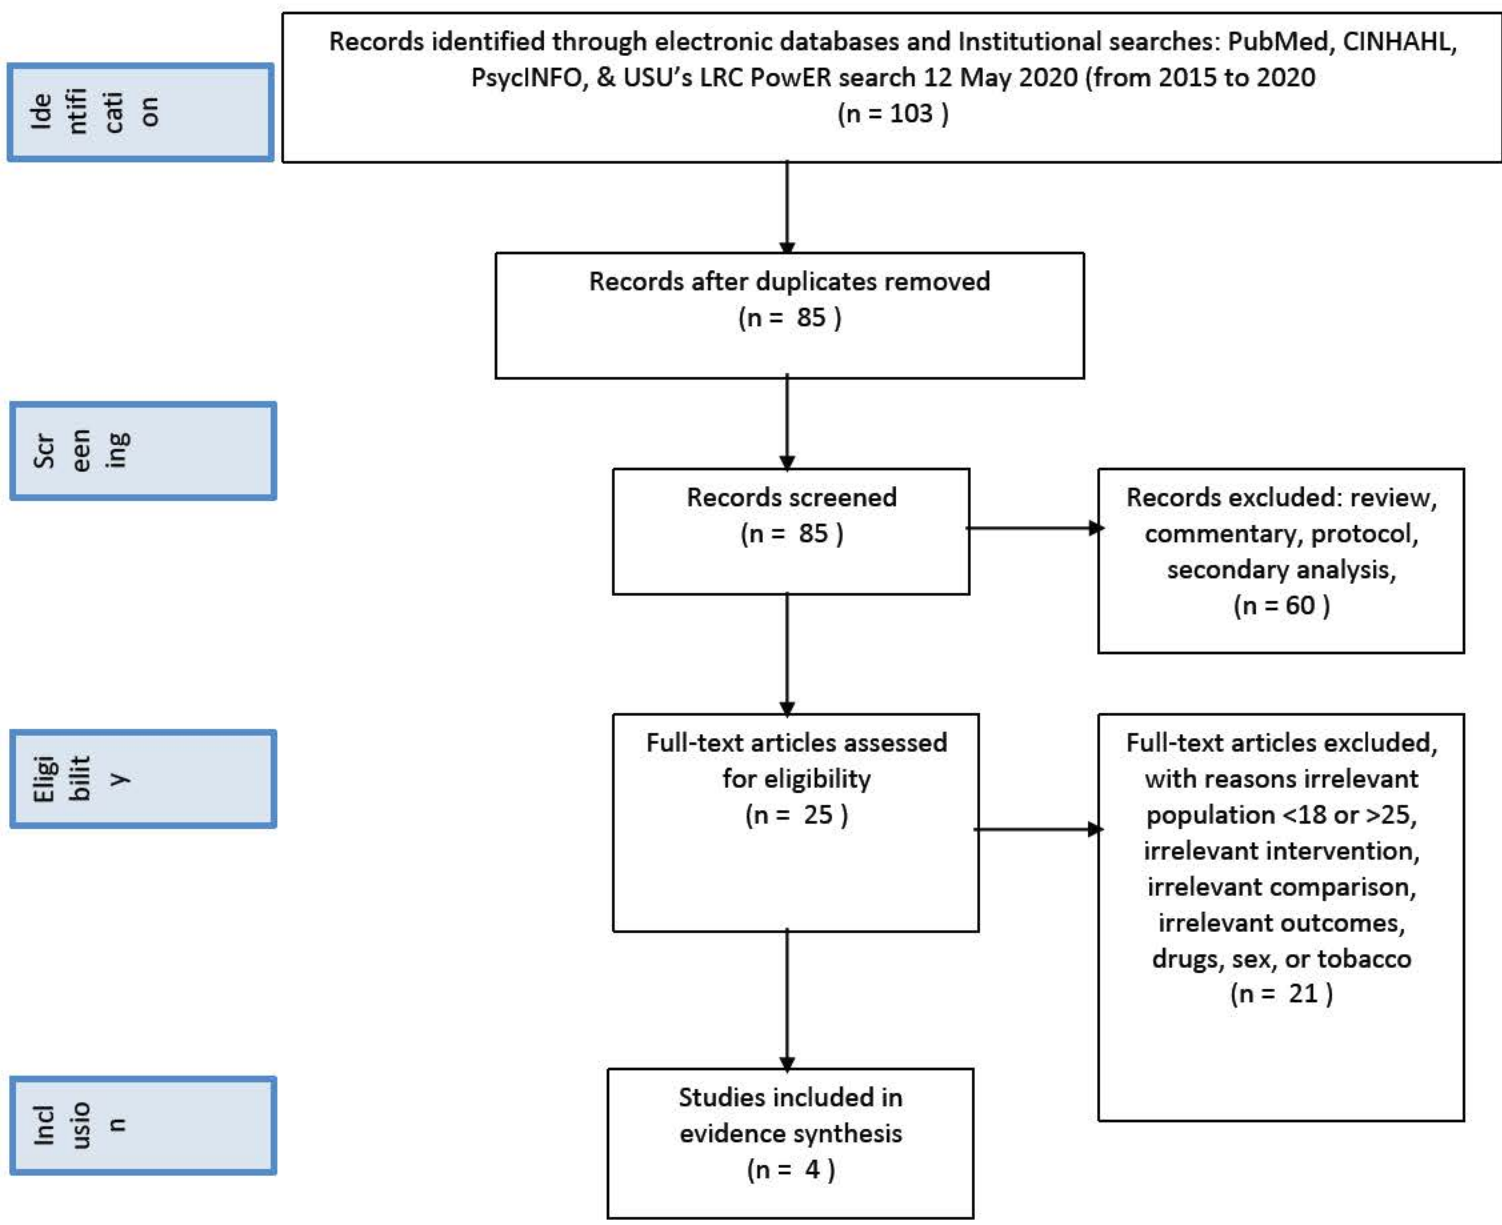 Records identified through electronic databases and Institutional searches: PubMed, CINHAHL,
PsycINFO, & USU's LRC PowER search 12 May 2020 (from 2015 to 2020
(n = 103 )
Ide
ntifi
cati
on
Records after duplicates removed
(n = 85 )
Scr
een
ing
Records screened
(n = 85 )
Records excluded: review,
commentary, protocol,
secondary analysis,
(n = 60 )
Eligi
bilit
y
Full-text articles assessed
for eligibility
(n = 25 )
Full-text articles excluded,
with reasons irrelevant
population <18 or >25,
irrelevant intervention,
irrelevant comparison,
irrelevant outcomes,
drugs, sex, or tobacco
(n = 21 )
Incl
usio
n
Studies included in
evidence synthesis
(n = 4 )